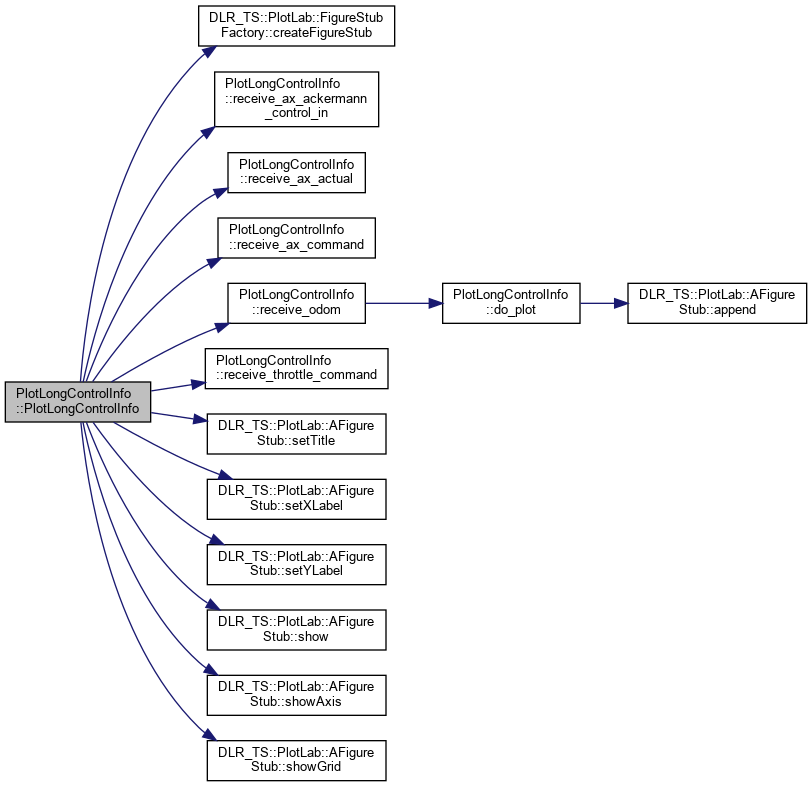 DLR_TS::PlotLab::FigureStub
Factory::createFigureStub
PlotLongControlInfo
::receive_ax_ackermann
_control_in
PlotLongControlInfo
::receive_ax_actual
PlotLongControlInfo
::receive_ax_command
PlotLongControlInfo
::receive_odom
PlotLongControlInfo
::do_plot
DLR_TS::PlotLab::AFigure
Stub::append
PlotLongControlInfo
::receive_throttle_command
PlotLongControlInfo
::PlotLongControlInfo
DLR_TS::PlotLab::AFigure
Stub::setTitle
DLR_TS::PlotLab::AFigure
Stub::setXLabel
DLR_TS::PlotLab::AFigure
Stub::setYLabel
DLR_TS::PlotLab::AFigure
Stub::show
DLR_TS::PlotLab::AFigure
Stub::showAxis
DLR_TS::PlotLab::AFigure
Stub::showGrid